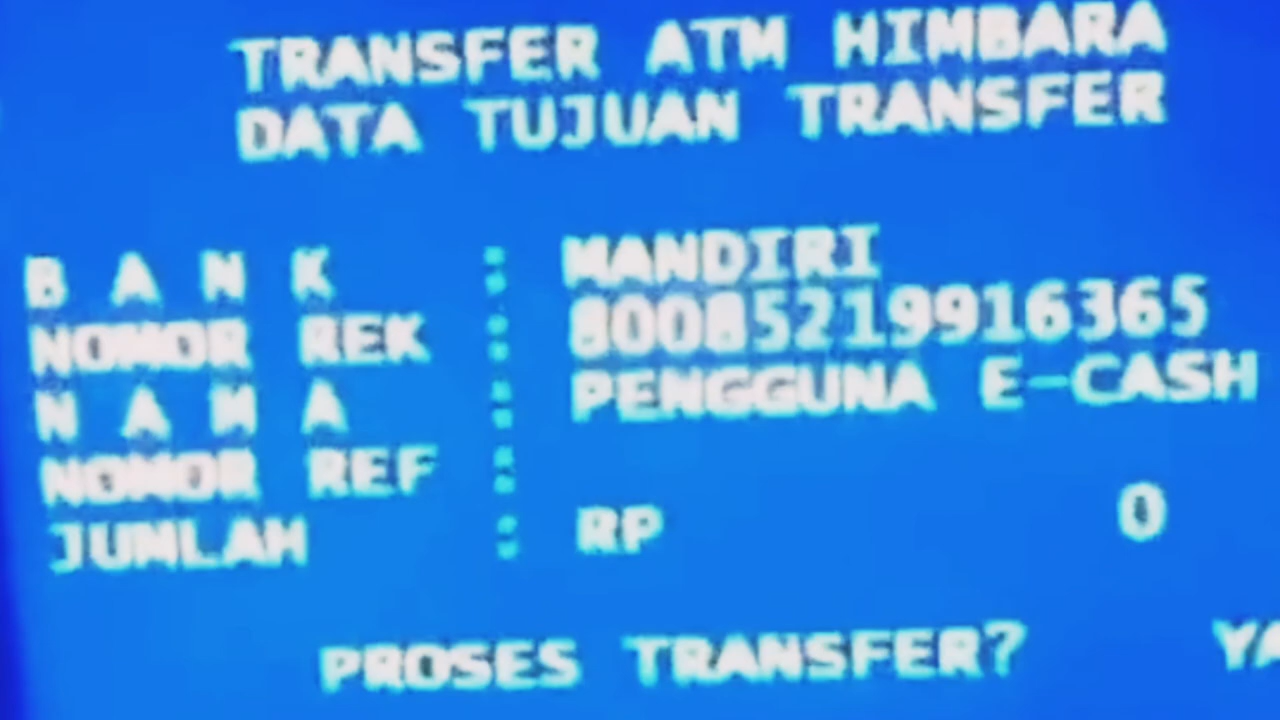 TRANSFER ATM HIMBARA
DATA TUJUAN TRANSFER
B A N K : MANDIRI
NOMOR REK : 80085219916365
N A M A : PENGGUNA E-CASH
NOMOR REF :
JUMLAH : RP 0
PROSES TRANSFER? YA